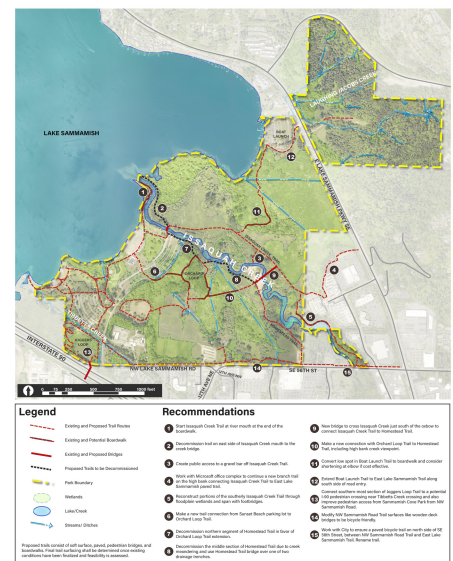 LAKE SAMMAMISH
LAUGHING JACOBS CREEK
BOAT
LAUNCH
E LAKE SAMMAMISH PKWY SE
ISSAQUAH CREEK
ORCHARD
LOOP
JOGGERS
LOOP
INTERSTATE 90
NW LAKE SAMMAMISH RD
SE 56TH ST
0 75 250 500 750 1000 feet
Legend
Existing and Proposed Trail Routes
Existing and Potential Boardwalk
Existing and Proposed Bridges
Proposed Trails to be Decommissioned
Park Boundary
Wetlands
Lake/Creek
Streams/ Ditches
Proposed trails consist of soft surface, paved, pedestrian bridges, and
boardwalks. Final trail surfacing shall be determined once existing
conditions have been finalized and feasibility is assessed.
Recommendations
1 Start Issaquah Creek Trail at river mouth at the end of the
boardwalk.
2 Decommission trail on east side of Issaquah Creek mouth to the
creek bridge.
3 Create public access to a grand bar off Issaquah Creek Trail.
4 Work with Microsoft office complex to continue a new branch trail
on the high bank connecting Issaquah Creek Trail to East Lake
Sammamish paved trail.
5 Reconstruct portions of the southerly Issaquah Creek Trail through
floodplain wetlands and apart with footbridges.
6 Make a new trail connection from Sunset Beach parking lot to
Orchard Loop Trail.
7 Decommission northern segment of Homestead Trail in favor of
Orchard Loop Trail extension.
8 Decommission the middle section of Homestead Trail due to creek
meandering and use Homestead Trail bridge over one of two
drainage trenches.
9 New bridge to cross Issaquah Creek just south of the oxbow to
connect Issaquah Creek Trail to Homestead Trail.
10 Make a new connection with Orchard Loop Trail to Homestead
Trail, including high bank creek viewpoint.
11 Convert low spot in Boat Launch Trail to boardwalk and consider
shortening at elbow if cost effective.
12 Extend Boat Launch Trail to East Lake Sammamish Trail along
south side of road entry.
13 Connect southern most section of Joggers Loop Trail to a potential
I-90 pedestrian crossing near Tibbetts Creek crossing and also
improve pedestrian access from Sammamish Cove Park from NW
Sammamish Road.
14 Modify NW Sammamish Road Trail surfaces like wooden deck
bridges to be bicycle friendly.
15 Work with City to ensure a paved bicycle trail on north side of SE
56th Street, between NW Sammamish Road Trail and East Lake
Sammamish Trail. Rename trail.